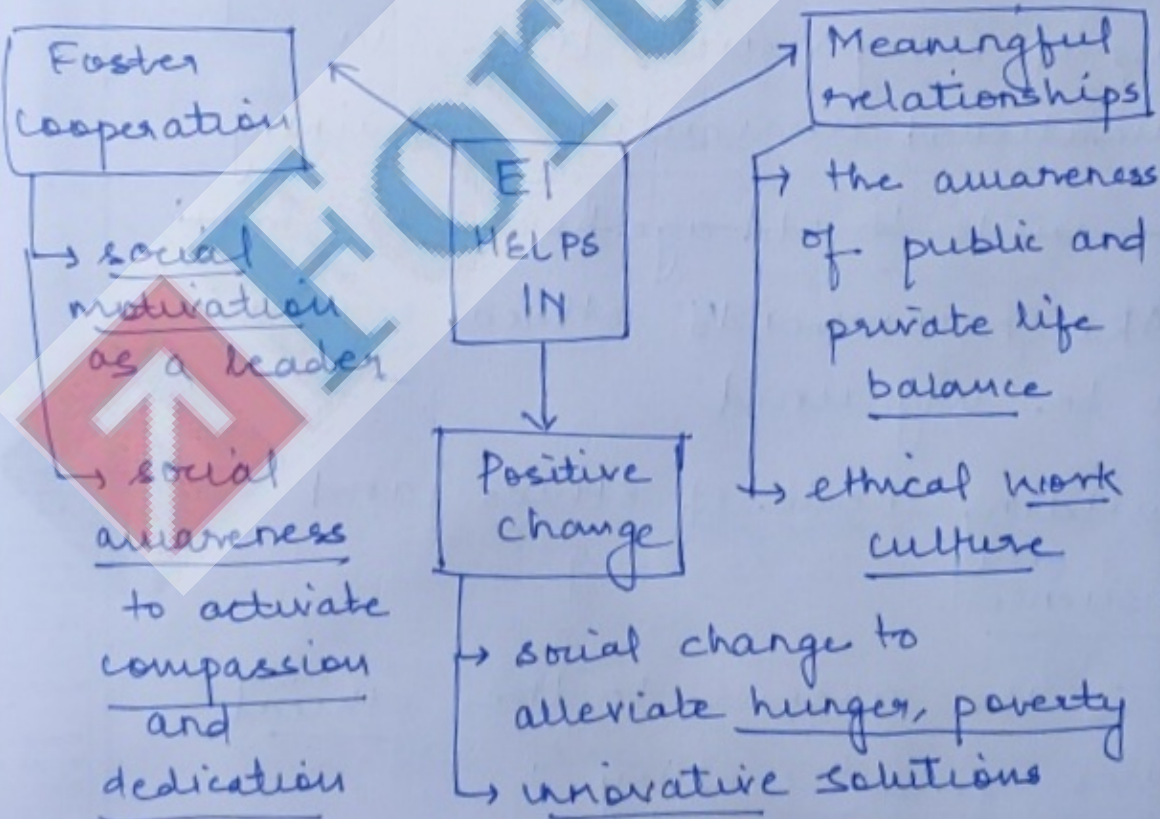 EI
HELPS
IN
Foster
cooperation
→ social
motivation
as a leader
→ social
awareness
to activate
compassion
and
dedication
Positive
change
→ social change to
alleviate hunger, poverty
→ innovative solutions
Meaningful
relationships
→ the awareness
of public and
private life
balance
→ ethical work
culture